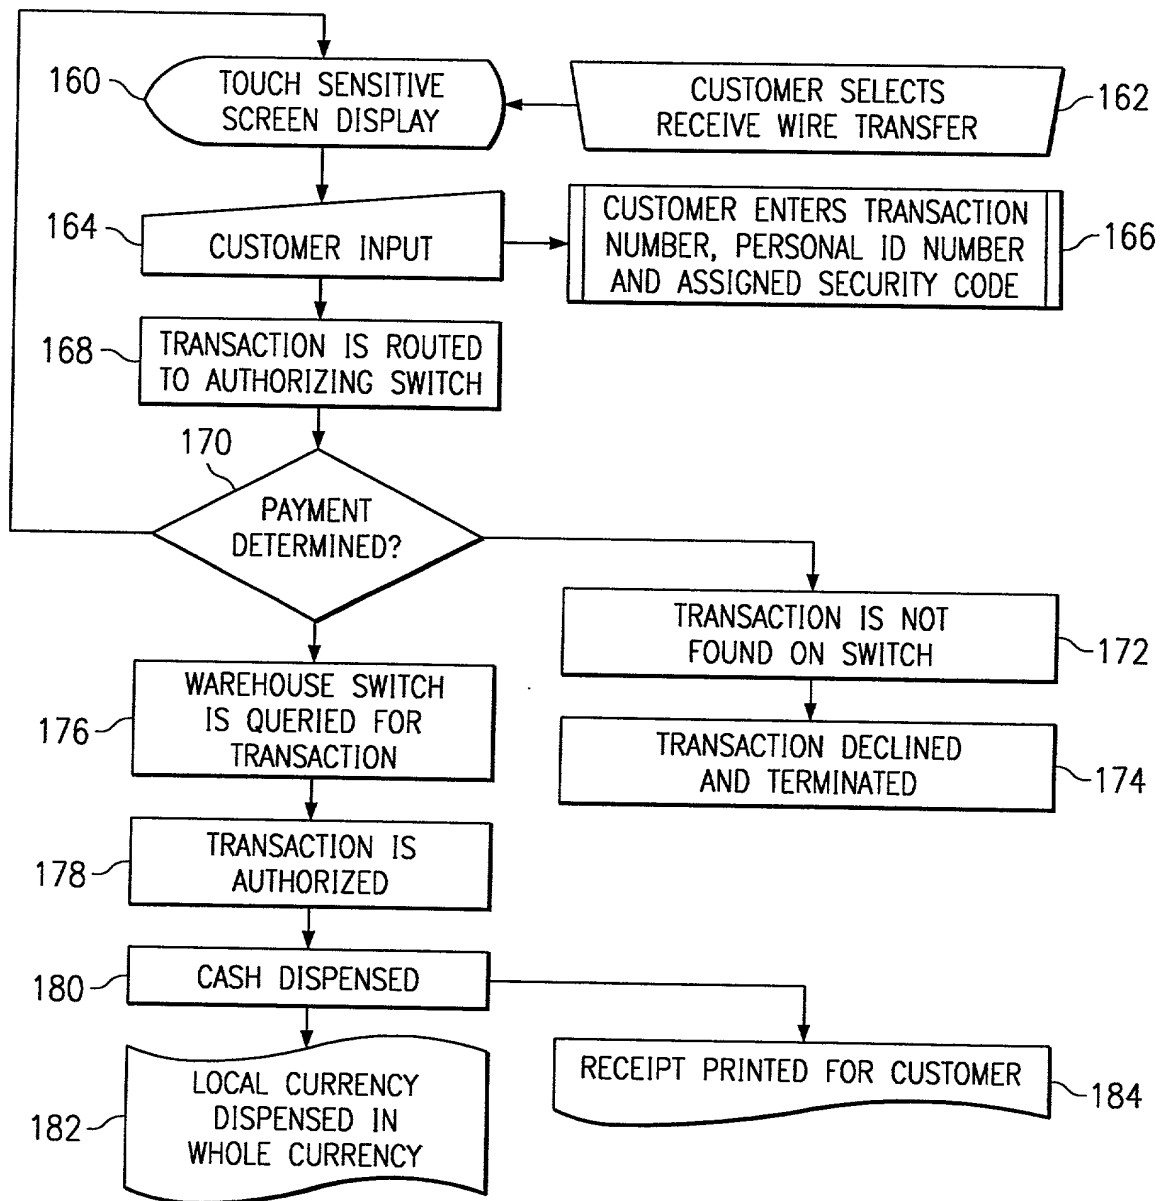 160
TOUCH SENSITIVE
SCREEN DISPLAY
CUSTOMER SELECTS
RECEIVE WIRE TRANSFER
162
164
CUSTOMER INPUT
CUSTOMER ENTERS TRANSACTION
NUMBER, PERSONAL ID NUMBER
AND ASSIGNED SECURITY CODE
166
168
TRANSACTION IS ROUTED
TO AUTHORIZING SWITCH
170
PAYMENT
DETERMINED?
TRANSACTION IS NOT
FOUND ON SWITCH
172
176
WAREHOUSE SWITCH
IS QUERIED FOR
TRANSACTION
TRANSACTION DECLINED
AND TERMINATED
174
178
TRANSACTION IS
AUTHORIZED
180
CASH DISPENSED
182
LOCAL CURRENCY
DISPENSED IN
WHOLE CURRENCY
RECEIPT PRINTED FOR CUSTOMER
184